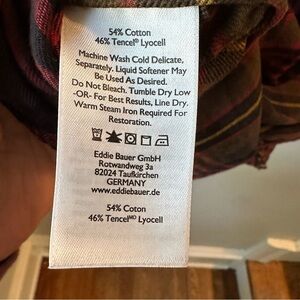 54% Cotton
46% Tencel® Lyocell
Machine Wash Cold Delicate,
Separately. Liquid Softener May
Be Used As Desired.
Do Not Bleach. Tumble Dry Low
-OR- For Best Results, Line Dry.
Warm Steam Iron Required For
Restoration.
Eddie Bauer GmbH
Rotwandweg 3a
82024 Taufkirchen
GERMANY
www.eddiebauer.de
54% Coton
46% Tencelᴹᴰ Lyocell